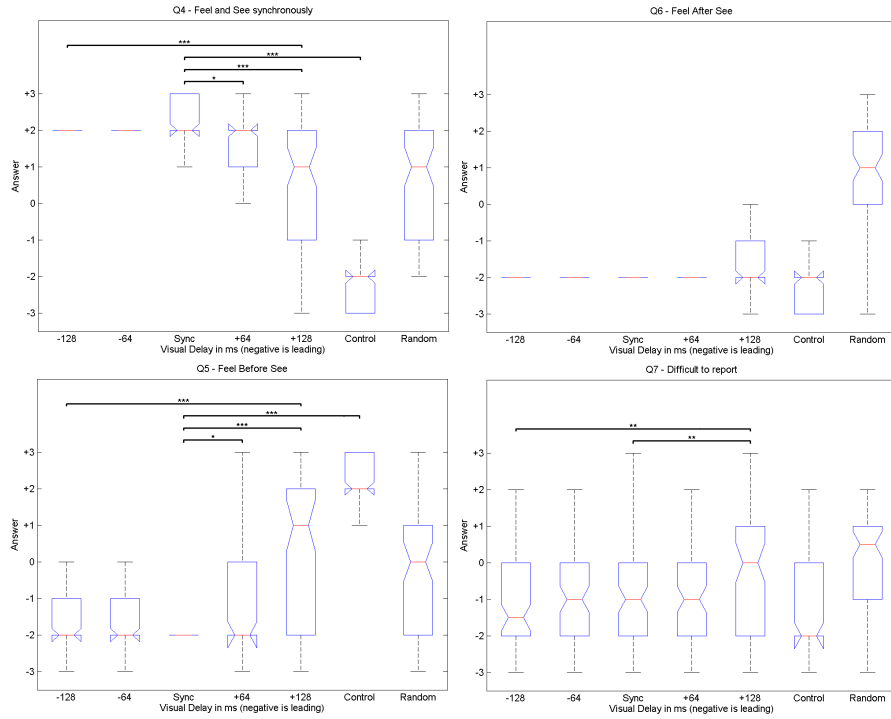 Q4 - Feel and See synchronously
***
***
***
*
+3
+2
+1
0
-1
-2
-3
Answer
-128 -64 Sync +64 +128 Control Random
Visual Delay in ms (negative is leading)
Q6 - Feel After See
+3
+2
+1
0
-1
-2
-3
Answer
-128 -64 Sync +64 +128 Control Random
Visual Delay in ms (negative is leading)
Q5 - Feel Before See
***
***
***
*
+3
+2
+1
0
-1
-2
-3
Answer
-128 -64 Sync +64 +128 Control Random
Visual Delay in ms (negative is leading)
Q7 - Difficult to report
**
**
+3
+2
+1
0
-1
-2
-3
Answer
-128 -64 Sync +64 +128 Control Random
Visual Delay in ms (negative is leading)